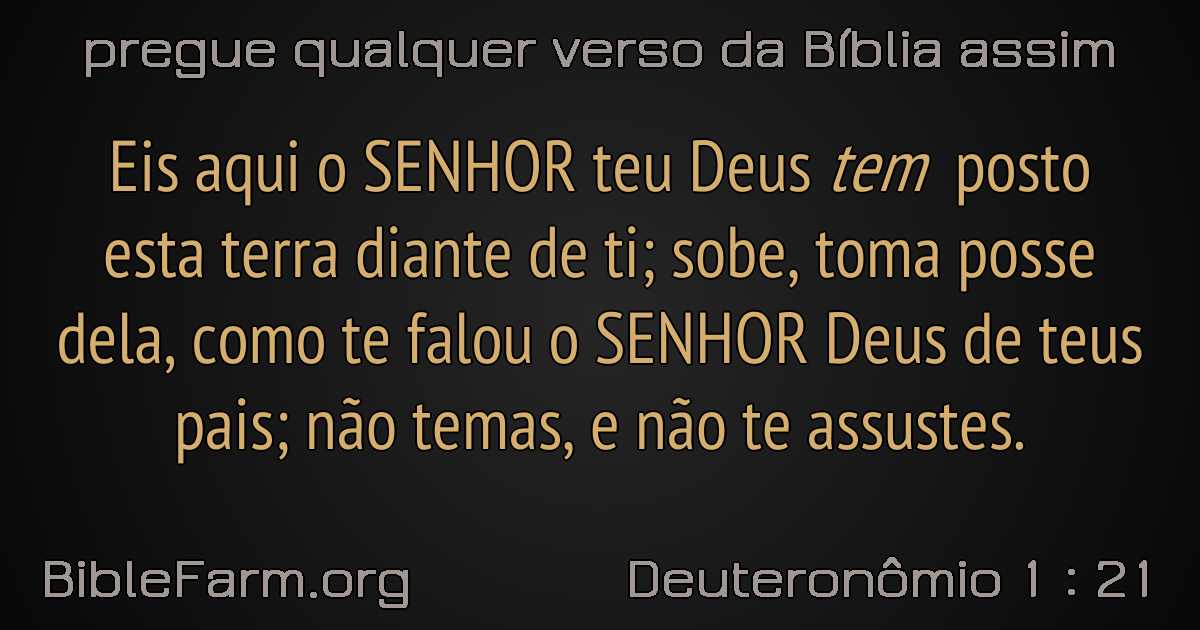 pregue qualquer verso da Bíblia assim
Eis aqui o SENHOR teu Deus tem posto
esta terra diante de ti; sobe, toma posse
dela, como te falou o SENHOR Deus de teus
pais; não temas, e não te assustes.
BibleFarm.org
Deuteronômio 1 : 21